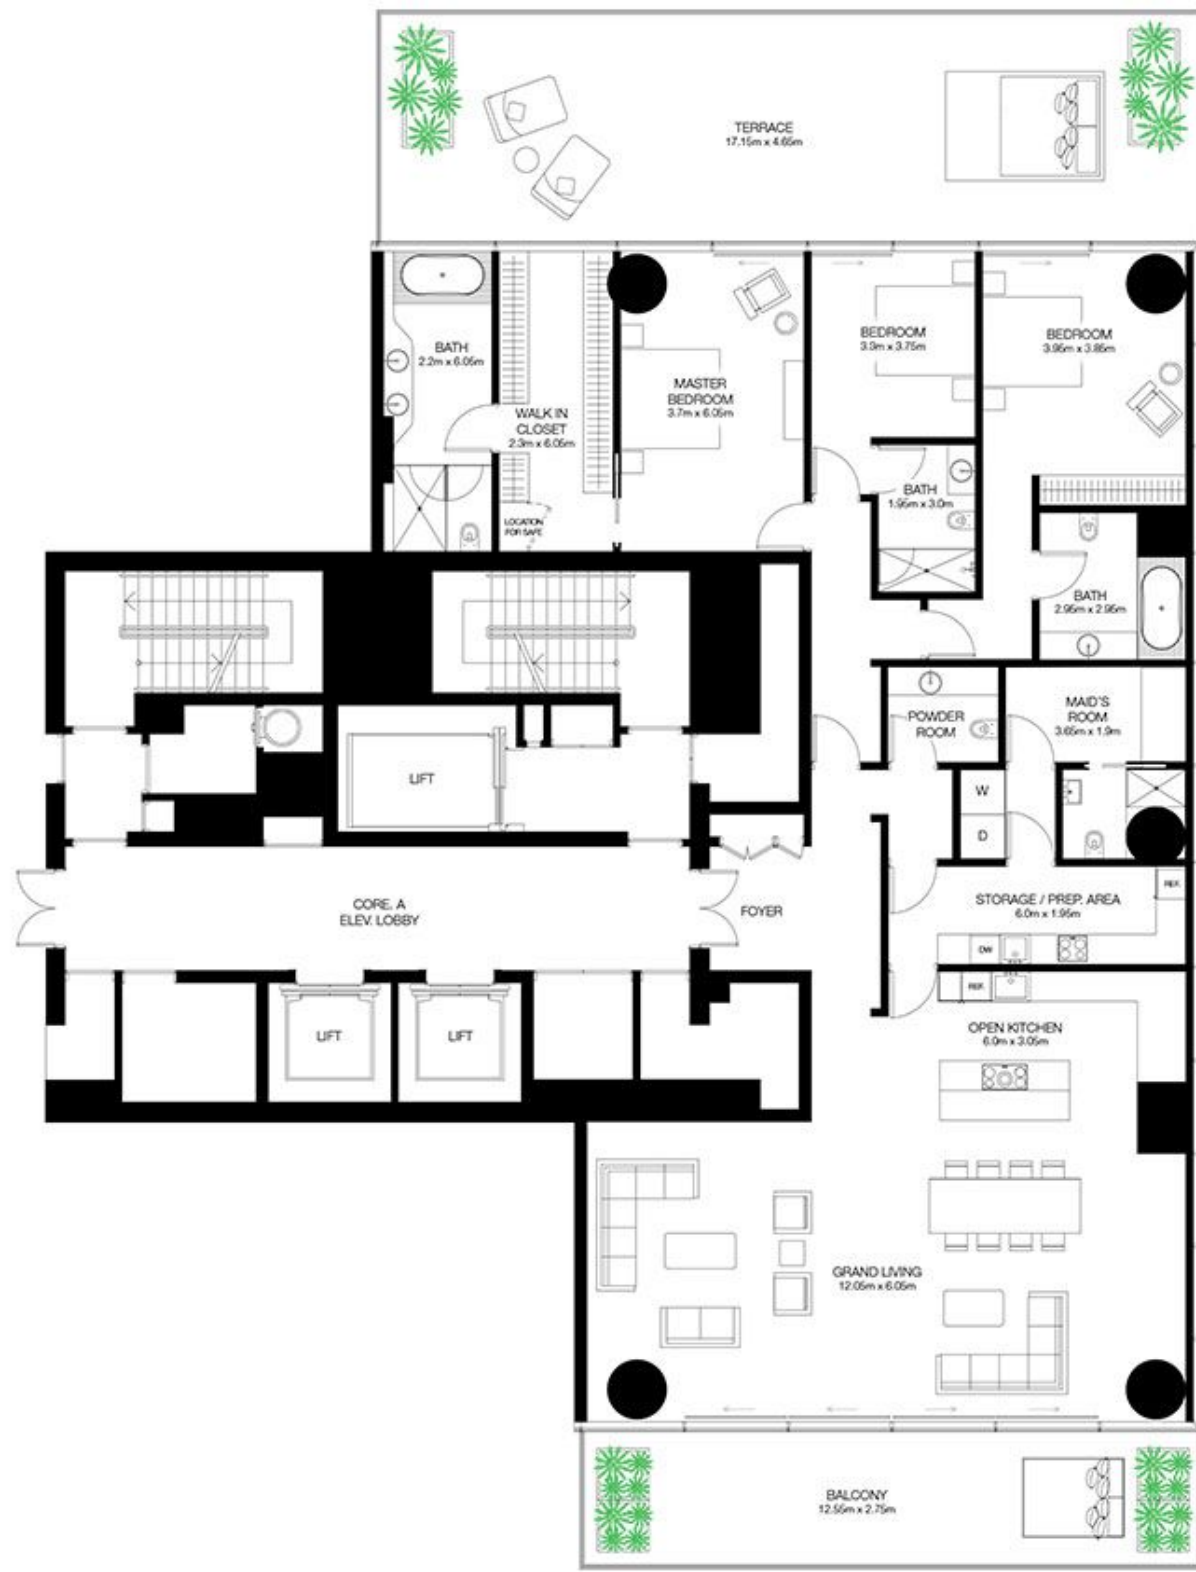 TERRACE
17.15m x 4.65m
BATH
2.2m x 6.05m
WALK IN
CLOSET
2.3m x 6.05m
LOCATION
FOR SAFE
MASTER
BEDROOM
3.7m x 6.05m
BEDROOM
3.3m x 3.75m
BEDROOM
3.95m x 3.85m
BATH
1.95m x 3.0m
BATH
2.95m x 2.95m
POWDER
ROOM
MAID'S
ROOM
3.65m x 1.9m
LIFT
W
D
CORE. A
ELEV. LOBBY
FOYER
STORAGE / PREP. AREA
6.0m x 1.95m
REF.
DW
REF.
LIFT
LIFT
OPEN KITCHEN
6.0m x 3.05m
GRAND LIVING
12.05m x 6.05m
BALCONY
12.55m x 2.75m